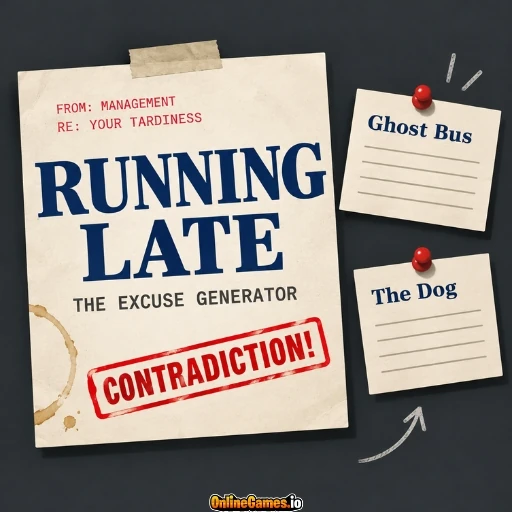 FROM: MANAGEMENT
RE: YOUR TARDINESS
RUNNING
LATE
THE EXCUSE GENERATOR
CONTRADICTION!
Ghost Bus
The Dog
OnlineGames.io